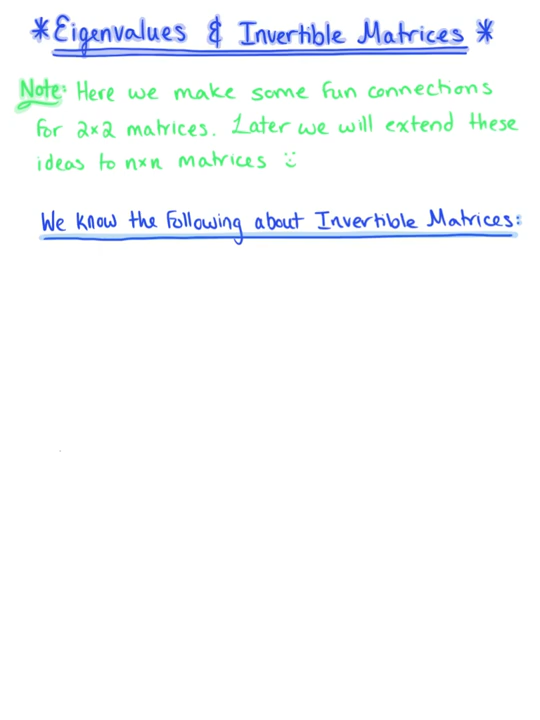 *Eigenvalues & Invertible Matrices*
Note: Here we make some fun connections
for 2x2 matrices. Later we will extend these
ideas to nxn matrices :)
We know the following about Invertible Matrices: